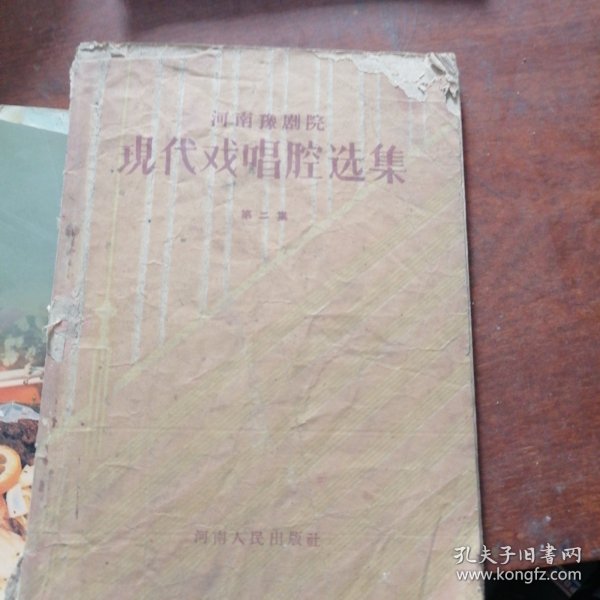 河南豫剧院
现代戏唱腔选集
第二集
河南人民出版社
孔夫子旧書网
www.kongfz.com